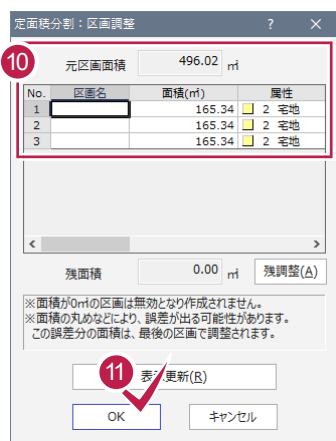 定面積分割：区画調整 ? ×
10
元区画面積 496.02 ㎡
No. 区画名 面積(㎡) 属性
1 165.34 2 宅地
2 165.34 2 宅地
3 165.34 2 宅地
< >
残面積 0.00 ㎡ 残調整(A)
※面積が0㎡の区画は無効となり作成されません。
※面積の丸めなどにより、誤差が出る可能性があります。
この誤差分の面積は、最後の区画で調整されます。
11
表示更新(R)
OK キャンセル